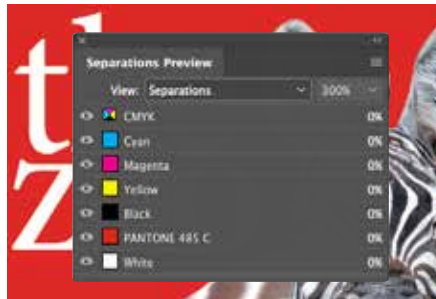 th
z
Separations Preview
View: Separations 300%
CMYK 0%
Cyan 0%
Magenta 0%
Yellow 0%
Black 0%
PANTONE 485 C 0%
White 0%